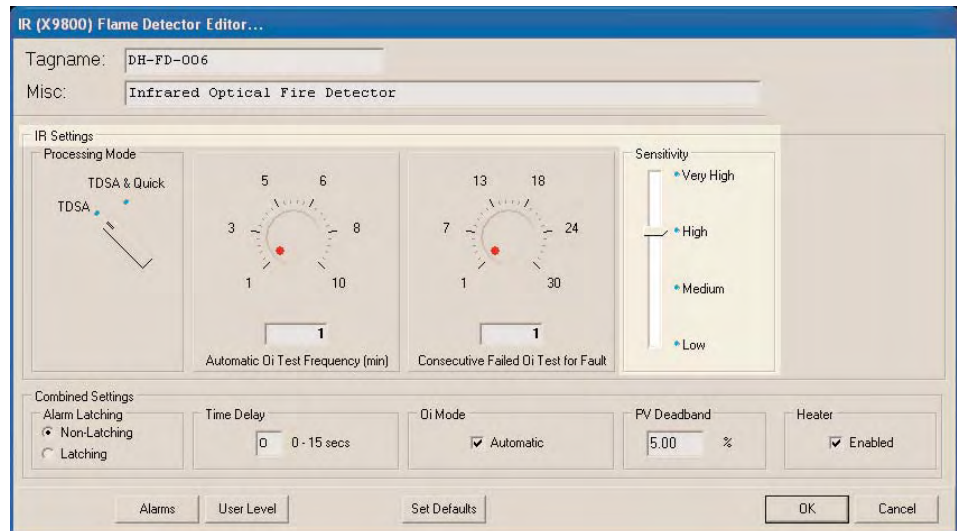 IR (X9800) Flame Detector Editor...
Tagname: DH-FD-006
Misc: Infrared Optical Fire Detector
IR Settings
Processing Mode
TDSA & Quick
TDSA
5 6
3 8
1 10
1
Automatic Oi Test Frequency (min)
13 18
7 24
1 30
1
Consecutive Failed Oi Test for Fault
Sensitivity
Very High
High
Medium
Low
Combined Settings
Alarm Latching
Non-Latching
Latching
Time Delay
0 0 - 15 secs
Oi Mode
Automatic
PV Deadband
5.00 %
Heater
Enabled
Alarms User Level Set Defaults OK Cancel